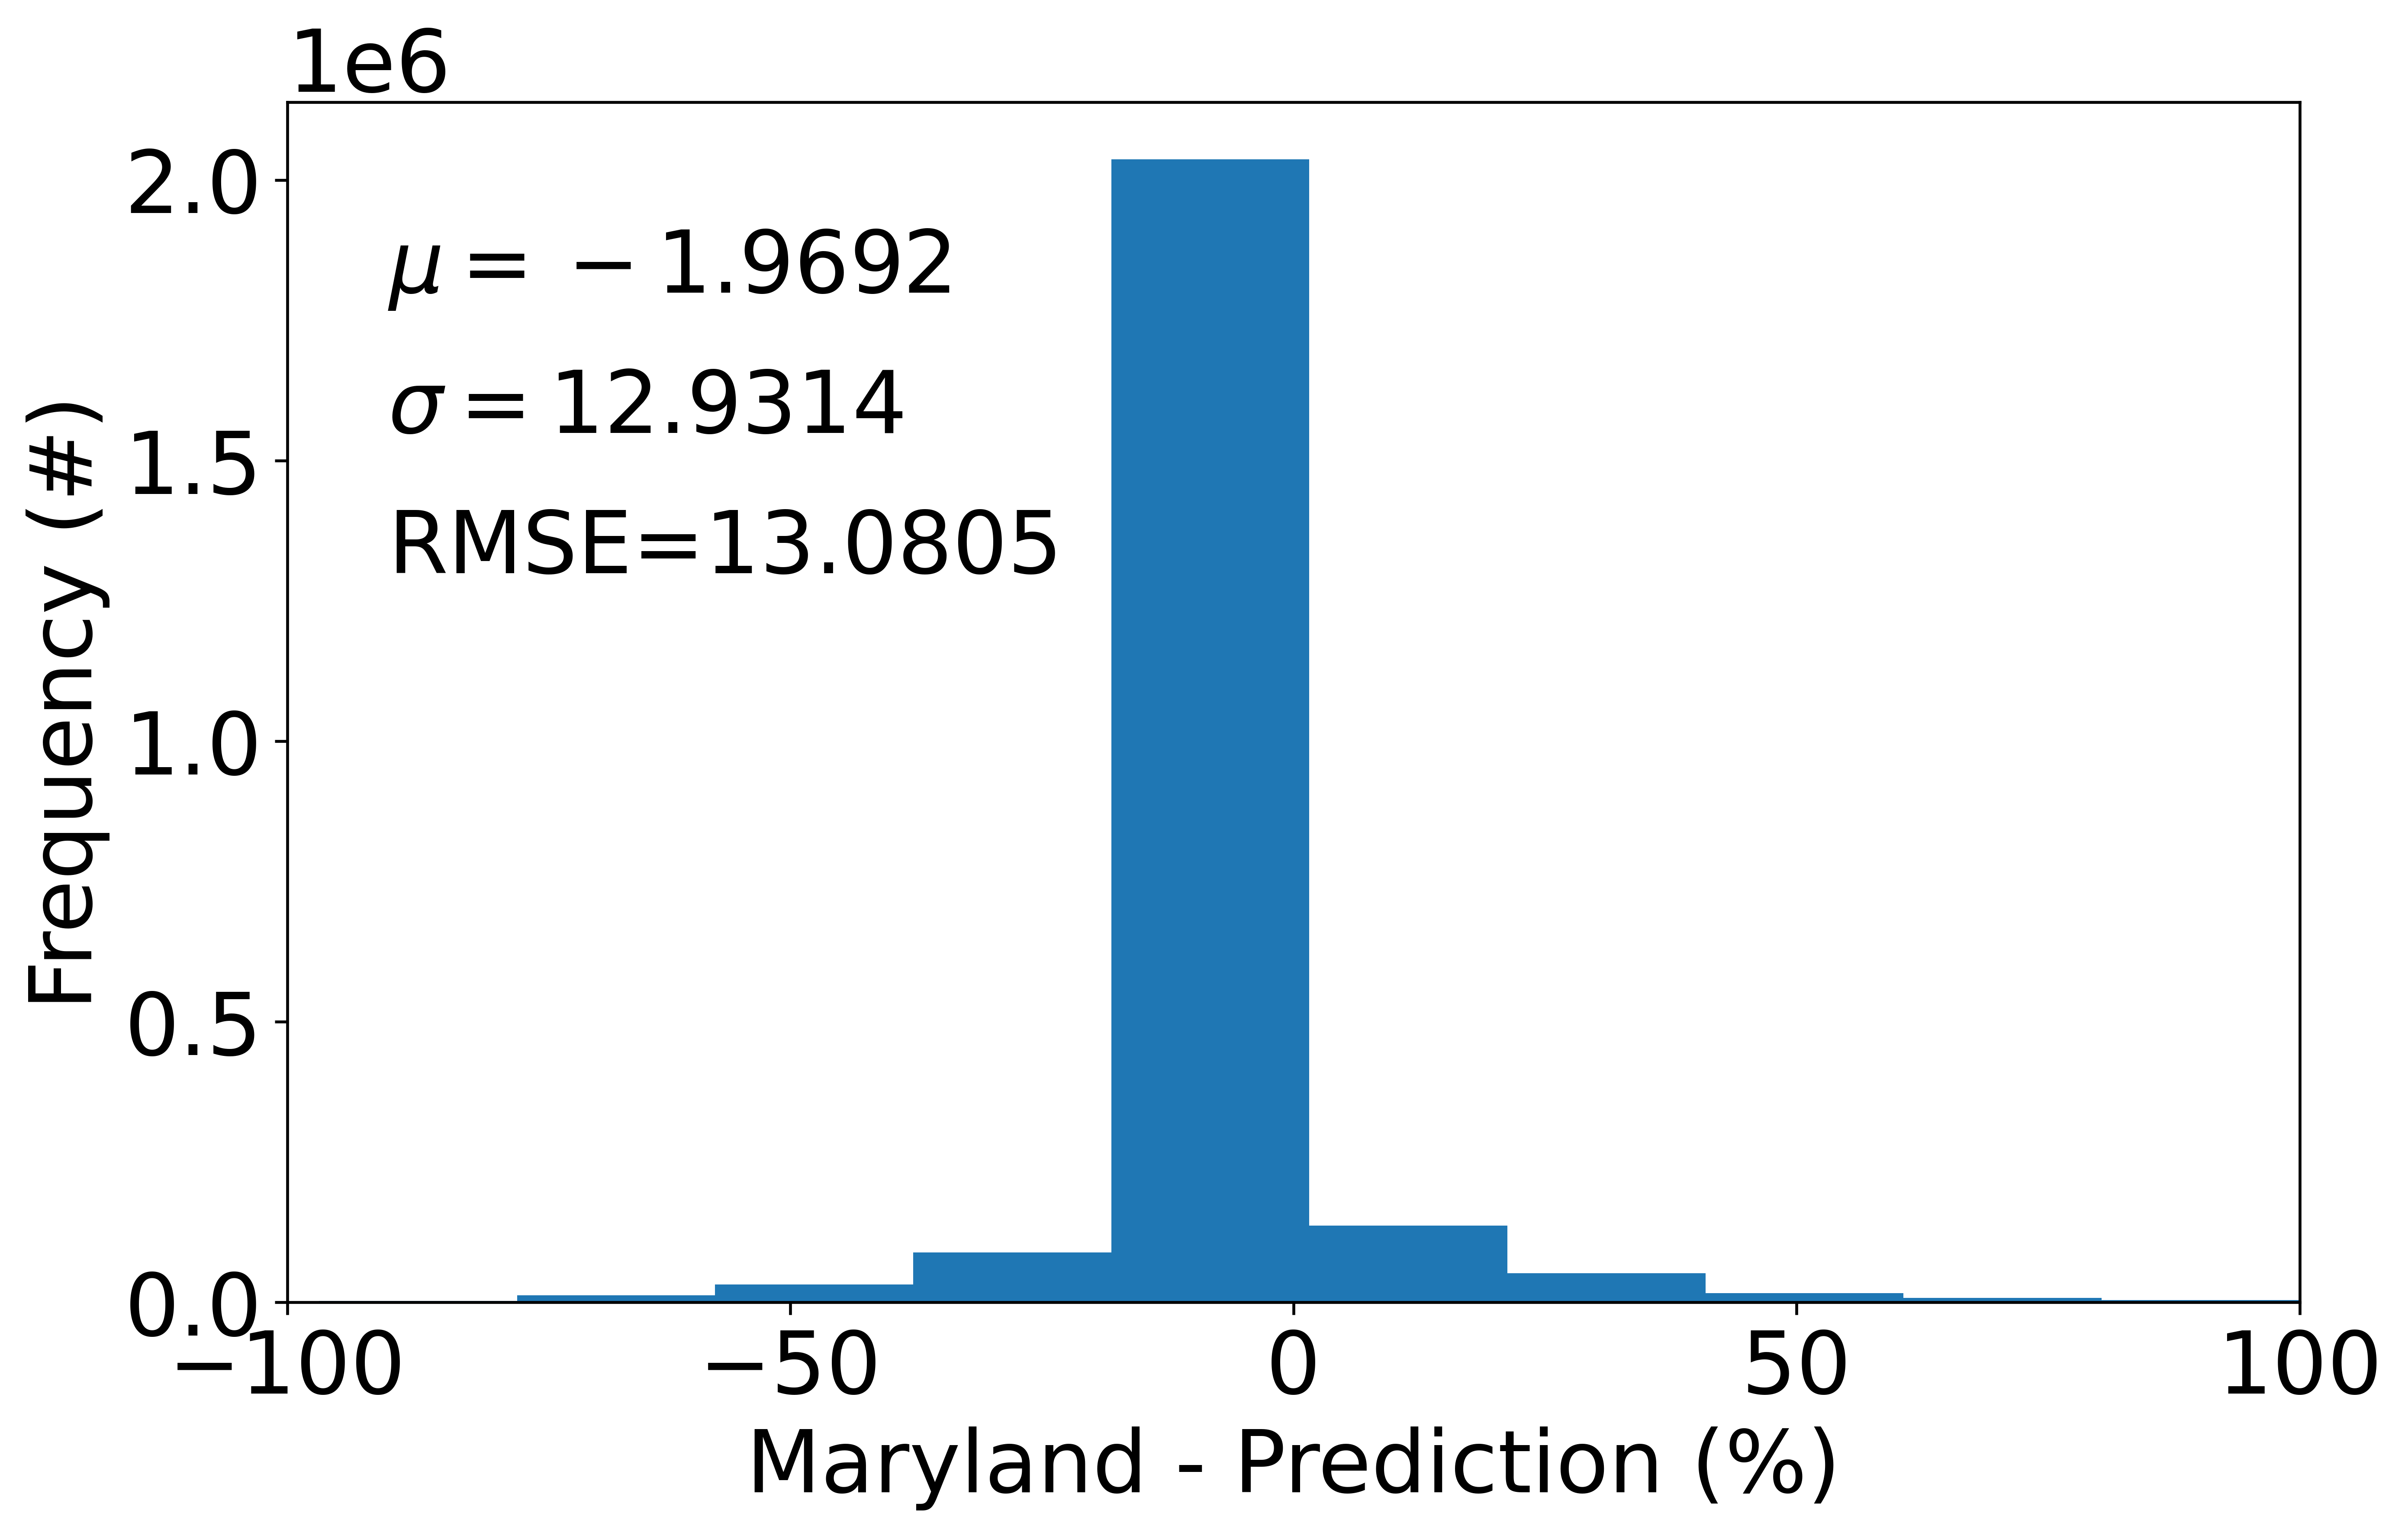 1e6
2.0
1.5
1.0
0.5
0.0
Frequency (#)
μ = −1.9692
σ = 12.9314
RMSE=13.0805
−100 −50 0 50 100
Maryland - Prediction (%)